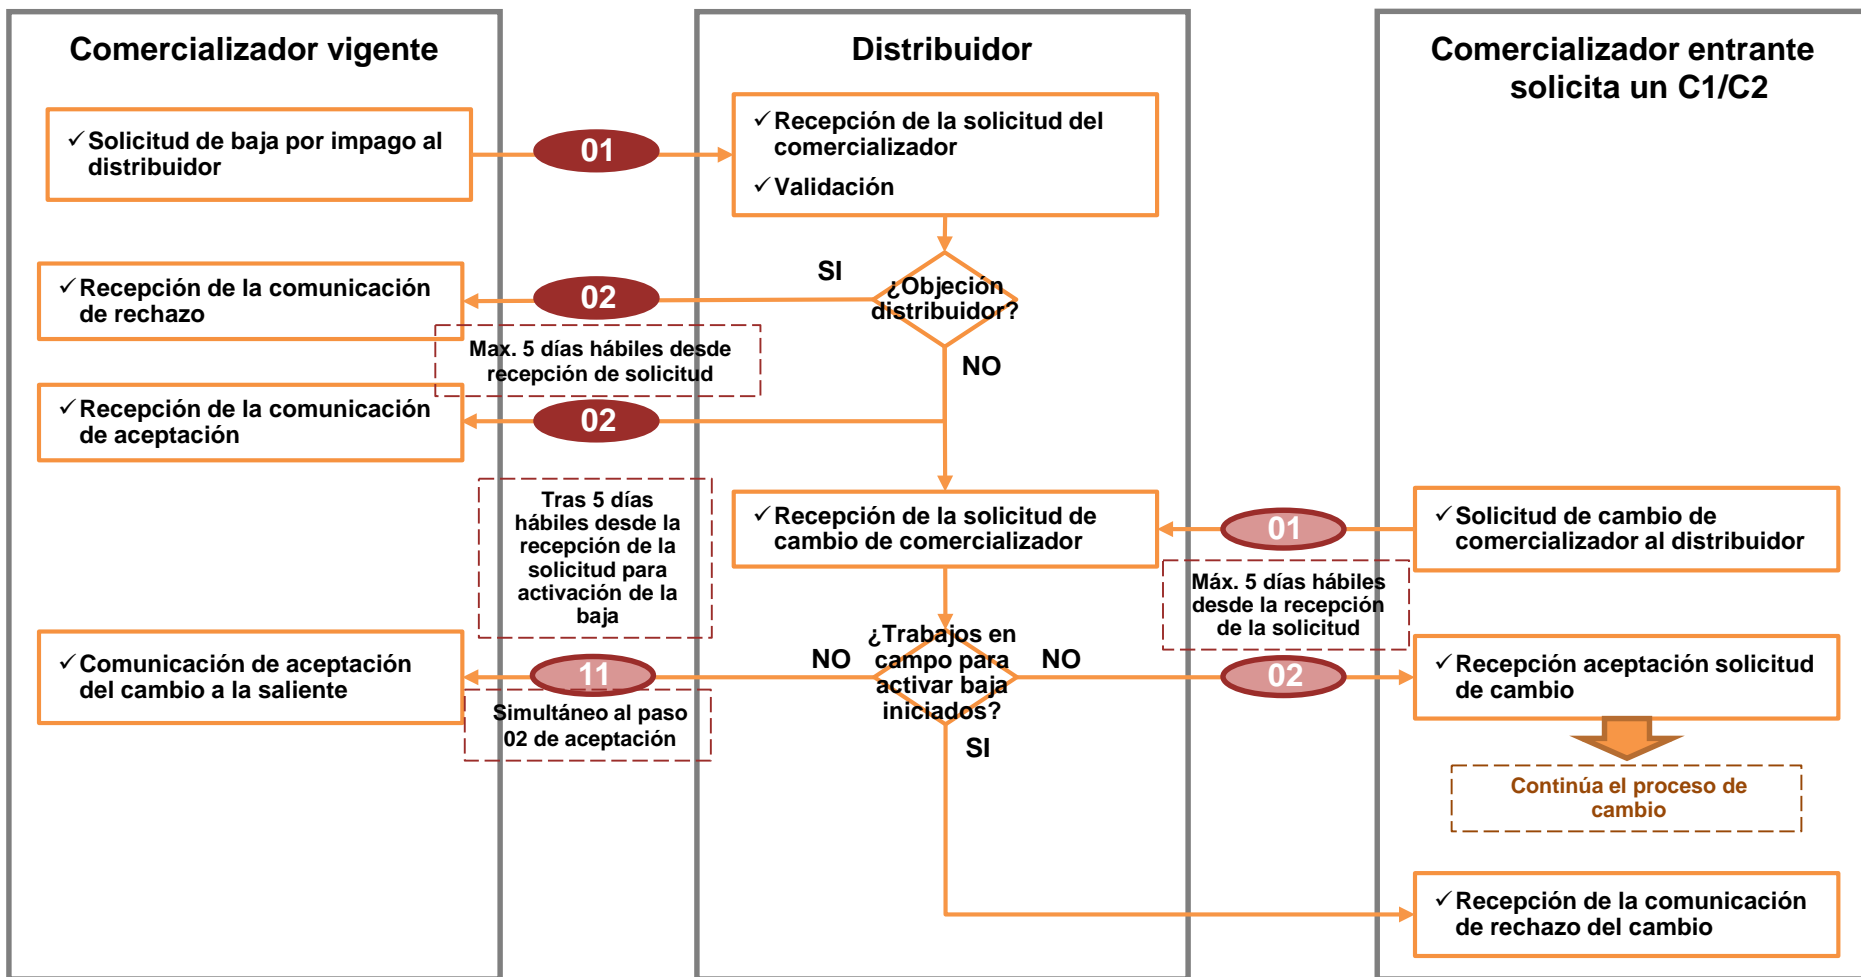 Comercializador vigente
Distribuidor
Comercializador entrante
solicita un C1/C2
✓Solicitud de baja por impago al
distribuidor
01
✓Recepción de la solicitud del
comercializador
✓Validación
SI
¿Objeción
distribuidor?
02
✓Recepción de la comunicación
de rechazo
Max. 5 días hábiles desde
recepción de solicitud
NO
✓Recepción de la comunicación
de aceptación
02
Tras 5 días
hábiles desde la
recepción de la
solicitud para
activación de la
baja
✓Recepción de la solicitud de
cambio de comercializador
01
✓Solicitud de cambio de
comercializador al distribuidor
Máx. 5 días hábiles
desde la recepción
de la solicitud
✓Comunicación de aceptación
del cambio a la saliente
11
NO
¿Trabajos en
campo para
activar baja
iniciados?
NO
02
✓Recepción aceptación solicitud
de cambio
Simultáneo al paso
02 de aceptación
SI
Continúa el proceso de
cambio
✓Recepción de la comunicación
de rechazo del cambio